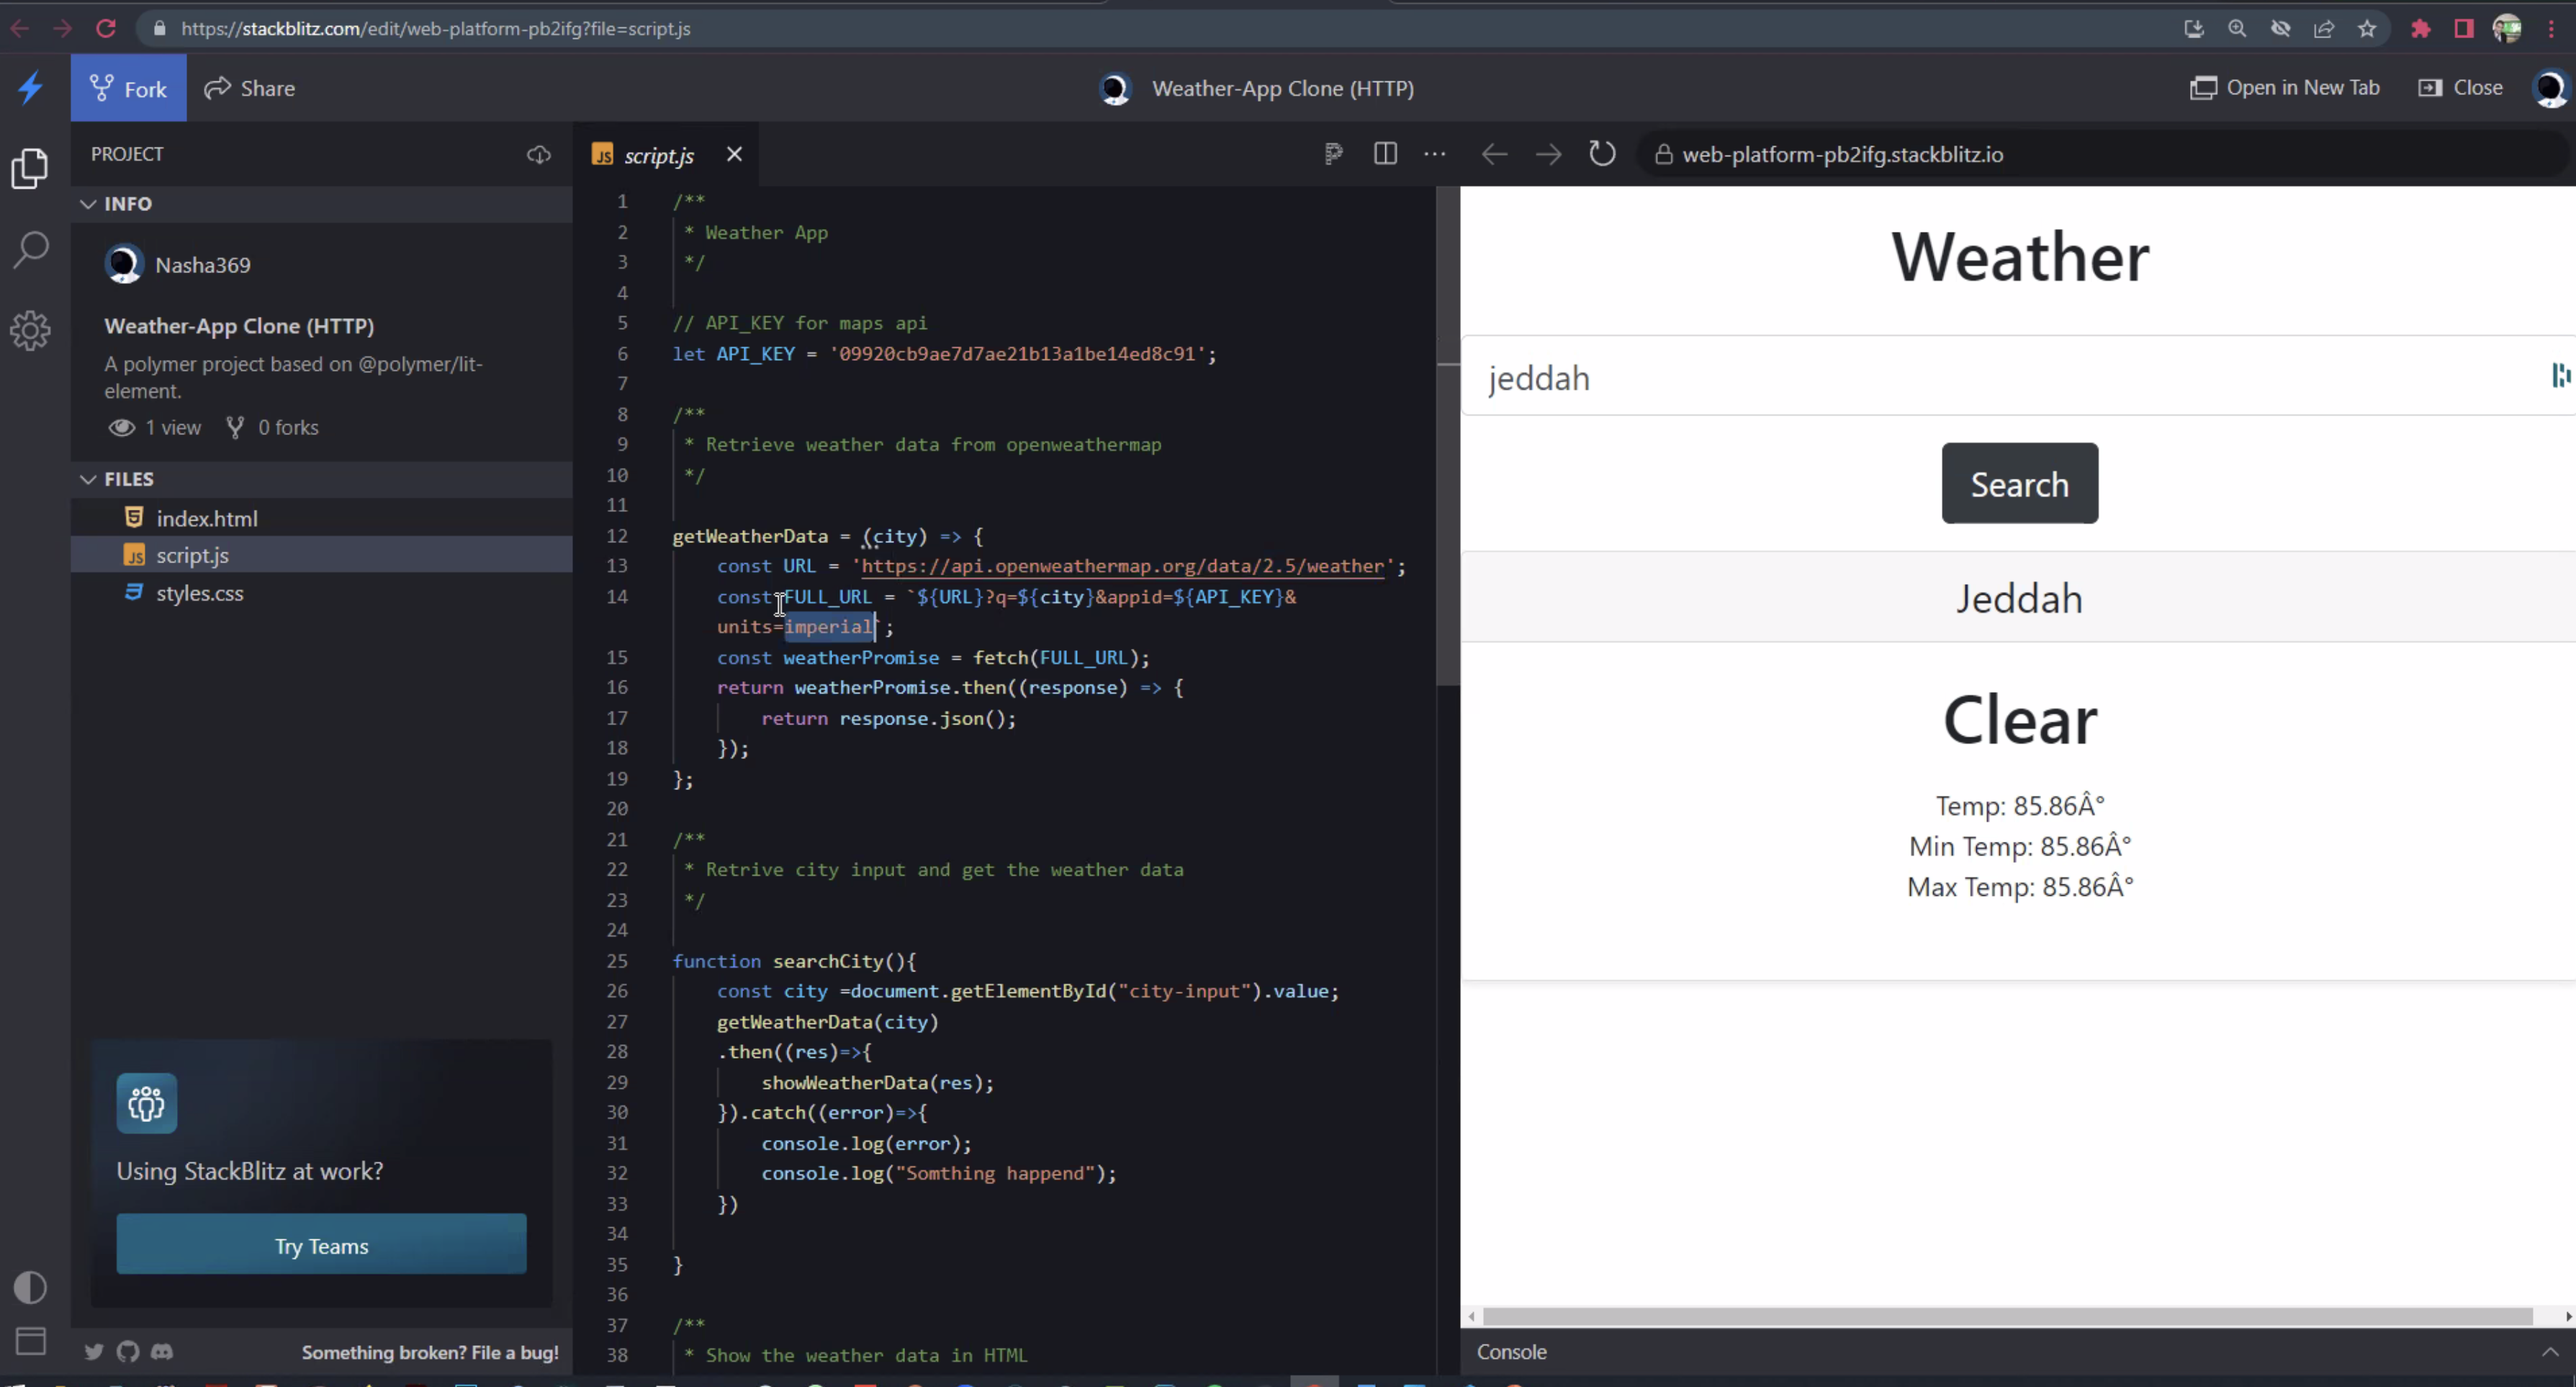 https://stackblitz.com/edit/web-platform-pb2ifg?file=script.js
Fork
Share
Weather-App Clone (HTTP)
Open in New Tab
Close
PROJECT
INFO
Nasha369
Weather-App Clone (HTTP)
A polymer project based on @polymer/lit-
element.
1 view
0 forks
FILES
index.html
JS script.js
styles.css
Using StackBlitz at work?
Try Teams
Something broken? File a bug!
JS script.js
1 /**
2 * Weather App
3 */
4
5 // API_KEY for maps api
6 let API_KEY = '09920cb9ae7d7ae21b13a1be14ed8c91';
7
8 /**
9 * Retrieve weather data from openweathermap
10 */
11
12 getWeatherData = (city) => {
13 const URL = 'https://api.openweathermap.org/data/2.5/weather';
14 const FULL_URL = `${URL}?q=${city}&appid=${API_KEY}&
units=imperial`;
15 const weatherPromise = fetch(FULL_URL);
16 return weatherPromise.then((response) => {
17 return response.json();
18 });
19 };
20
21 /**
22 * Retrive city input and get the weather data
23 */
24
25 function searchCity(){
26 const city =document.getElementById("city-input").value;
27 getWeatherData(city)
28 .then((res)=>{
29 showWeatherData(res);
30 }).catch((error)=>{
31 console.log(error);
32 console.log("Somthing happend");
33 })
34
35 }
36
37 /**
38 * Show the weather data in HTML
web-platform-pb2ifg.stackblitz.io
Weather
jeddah
Search
Jeddah
Clear
Temp: 85.86Â°
Min Temp: 85.86Â°
Max Temp: 85.86Â°
Console